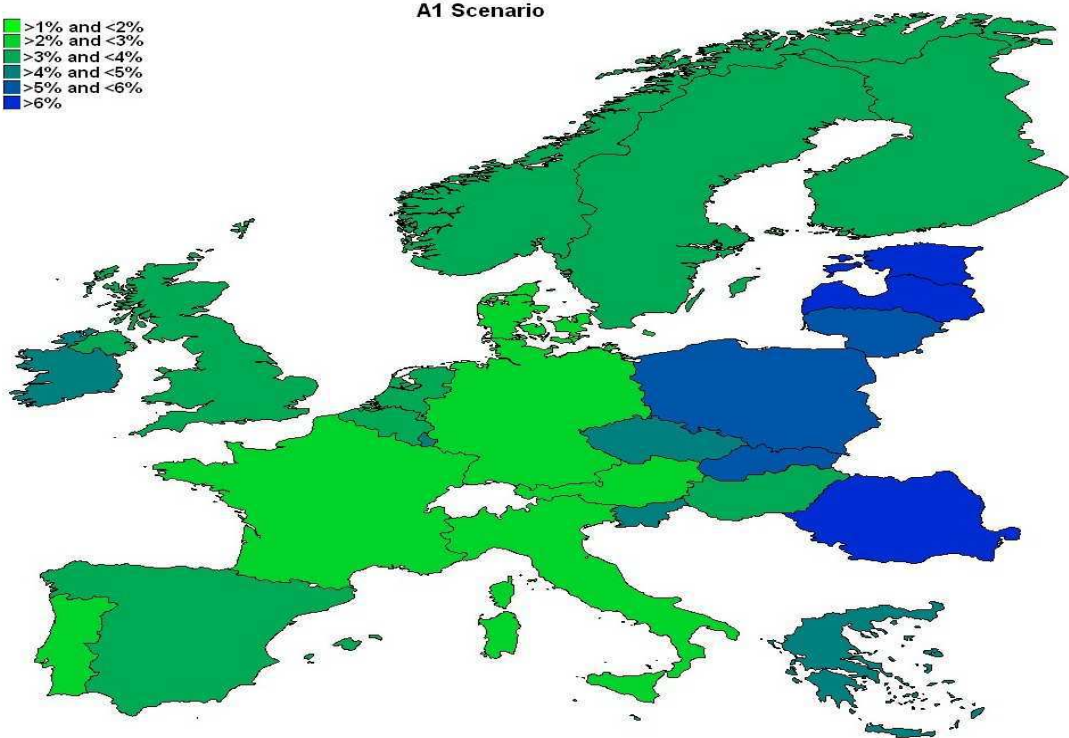 A1 Scenario
>1% and <2%
>2% and <3%
>3% and <4%
>4% and <5%
>5% and <6%
>6%